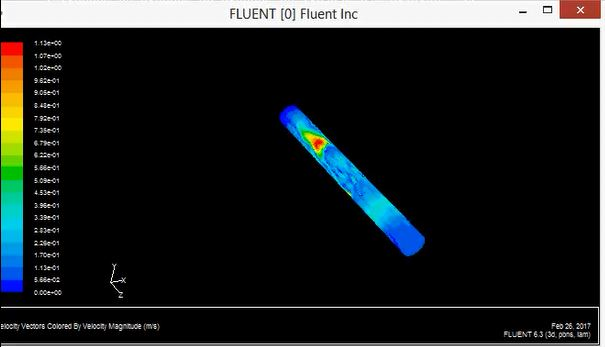 FLUENT [0] Fluent Inc
1.13e+00
1.07e+00
1.02e+00
9.62e-01
9.05e-01
8.48e-01
7.92e-01
7.35e-01
6.79e-01
6.22e-01
5.66e-01
5.09e-01
4.53e-01
3.96e-01
3.39e-01
2.83e-01
2.26e-01
1.70e-01
1.13e-01
5.66e-02
0.00e+00
Y
X
Z
elocity Vectors Colored By Velocity Magnitude (m/s)
Feb 26, 2017
FLUENT 6.3 (3d, pbns, lam)